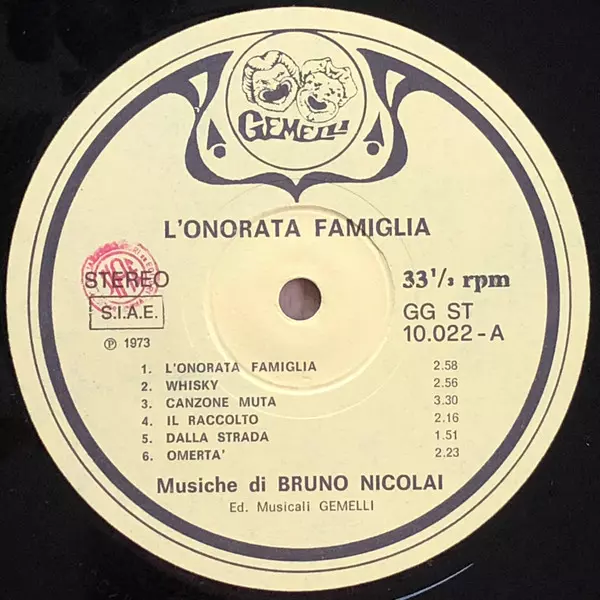 GEMELLI
L'ONORATA FAMIGLIA
STEREO
33 1/3 rpm
S.I.A.E.
GG ST
10.022-A
℗ 1973
1. L'ONORATA FAMIGLIA 2.58
2. WHISKY 2.56
3. CANZONE MUTA 3.30
4. IL RACCOLTO 2.16
5. DALLA STRADA 1.51
6. OMERTA' 2.23
Musiche di BRUNO NICOLAI
Ed. Musicali GEMELLI